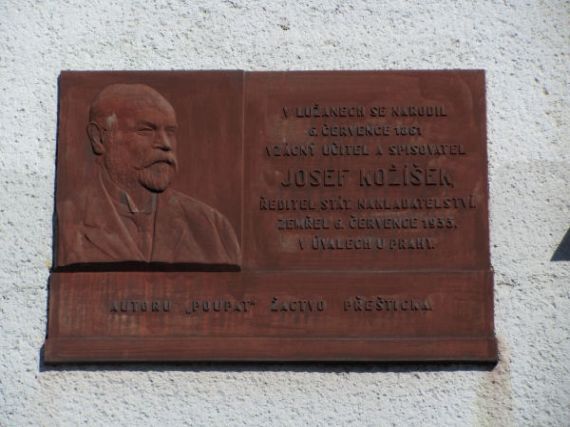 V LUŽANECH SE NARODIL
6. ČERVENCE 1861
VZÁCNÝ UČITEL A SPISOVATEL
JOSEF KOŽÍŠEK,
ŘEDITEL STÁT. NAKLADATELSTVÍ.
ZEMŘEL 6. ČERVENCE 1933.
V ÚVALECH U PRAHY.
AUTORU „POUPAT" ŽACTVO PŘEŠTICKA.